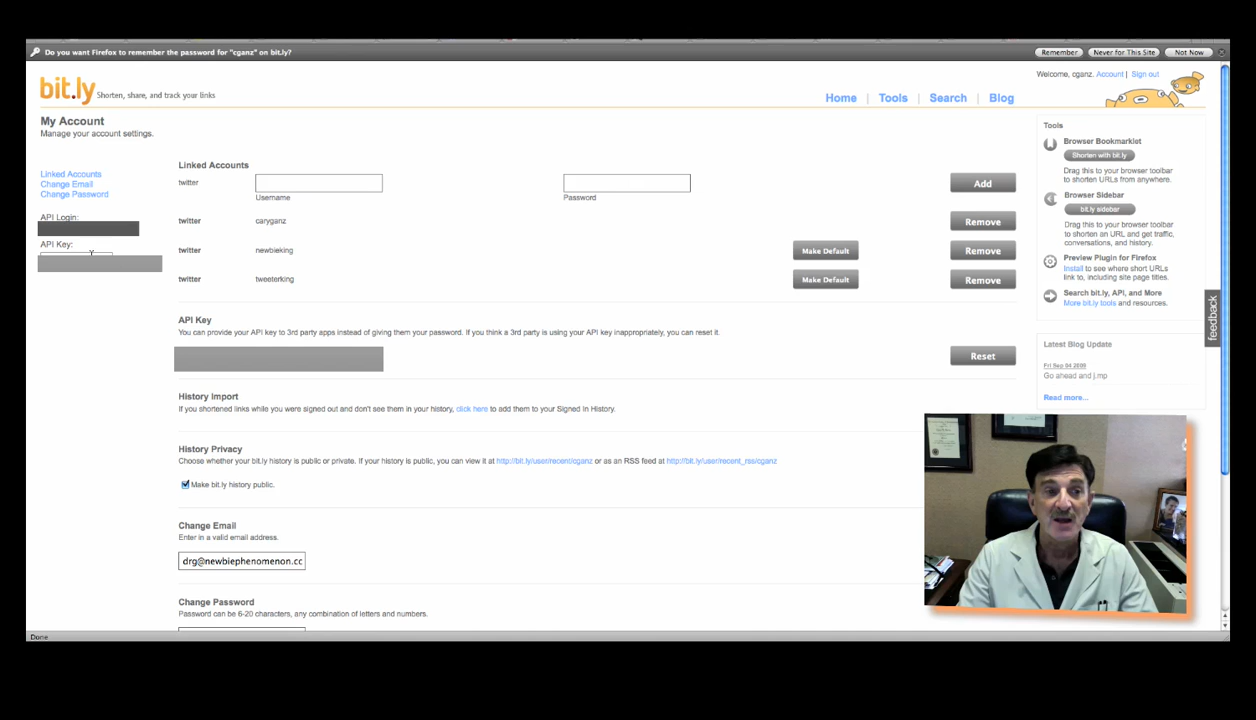 Do you want Firefox to remember the password for "cganz" on bit.ly?
Remember
Never for This Site
Not Now
bit.ly Shorten, share, and track your links
Welcome, cganz. Account | Sign out
Home | Tools | Search | Blog
My Account
Manage your account settings.
Linked Accounts
Change Email
Change Password
API Login:
API Key:
Linked Accounts
twitter
Username
Password
Add
twitter caryganz Remove
twitter newbieking Make Default Remove
twitter tweeterking Make Default Remove
API Key
You can provide your API key to 3rd party apps instead of giving them your password. If you think a 3rd party is using your API key inappropriately, you can reset it.
Reset
History Import
If you shortened links while you were signed out and don't see them in your history, click here to add them to your Signed In History.
History Privacy
Choose whether your bit.ly history is public or private. If your history is public, you can view it at http://bit.ly/user/recent/cganz or as an RSS feed at http://bit.ly/user/recent_rss/cganz
Make bit.ly history public.
Change Email
Enter in a valid email address.
drg@newbiephenomenon.cc
Change Password
Password can be 6-20 characters, any combination of letters and numbers.
Tools
Browser Bookmarklet
Shorten with bit.ly
Drag this to your browser toolbar
to shorten URLs from anywhere.
Browser Sidebar
bit.ly sidebar
Drag this to your browser toolbar
to shorten an URL and get traffic,
conversations, and history.
Preview Plugin for Firefox
Install to see where short URLs
link to, including site page titles.
Search bit.ly, API, and More
More bit.ly tools and resources.
feedback
Latest Blog Update
Fri Sep 04 2009
Go ahead and j.mp
Read more...
Done